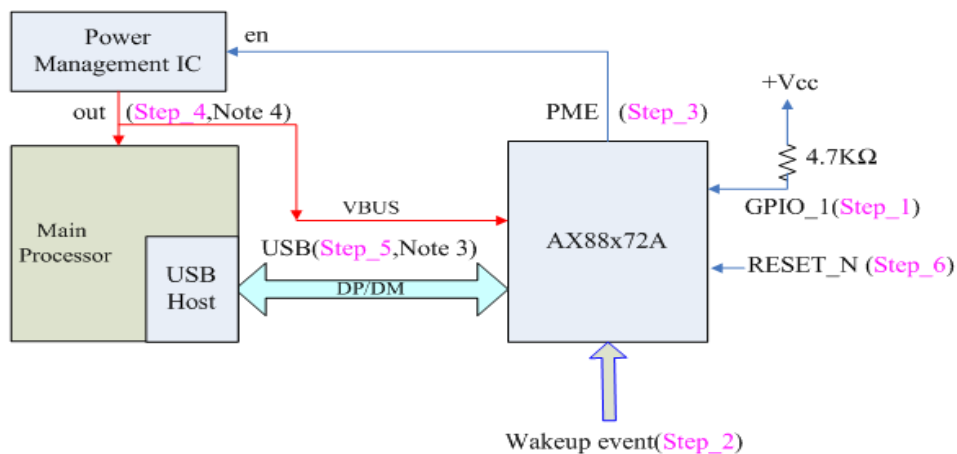 Power
Management IC
en
+Vcc
out (Step_4,Note 4)
PME (Step_3)
4.7KΩ
VBUS
GPIO_1(Step_1)
Main
Processor
AX88x72A
USB(Step_5,Note 3)
RESET_N (Step_6)
USB
Host
DP/DM
Wakeup event(Step_2)